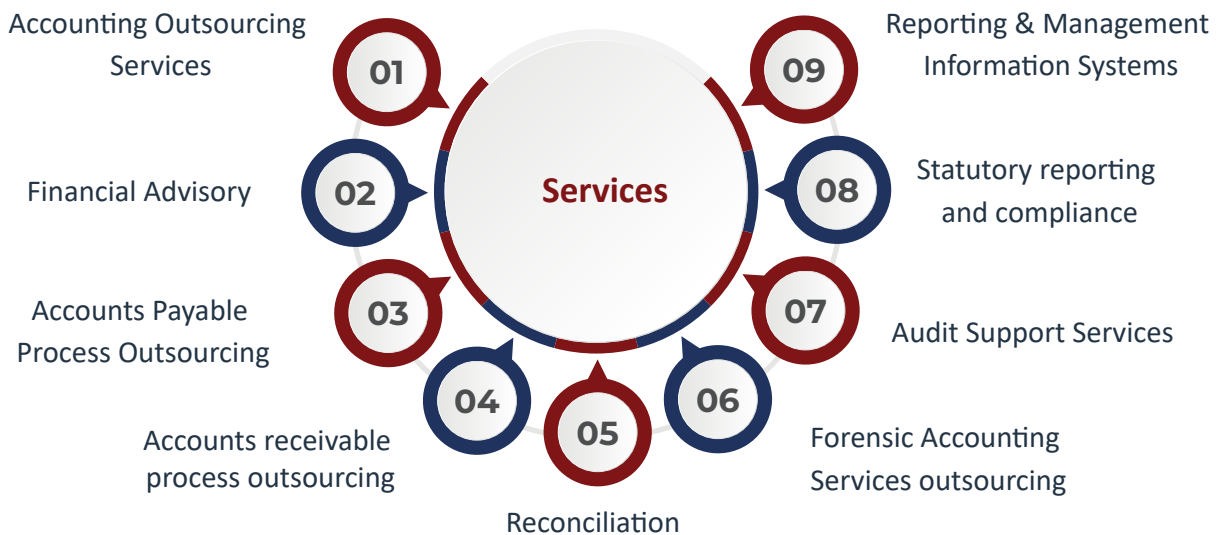 Services
01
Accounting Outsourcing
Services
02
Financial Advisory
03
Accounts Payable
Process Outsourcing
04
Accounts receivable
process outsourcing
05
Reconciliation
06
Forensic Accounting
Services outsourcing
07
Audit Support Services
08
Statutory reporting
and compliance
09
Reporting & Management
Information Systems